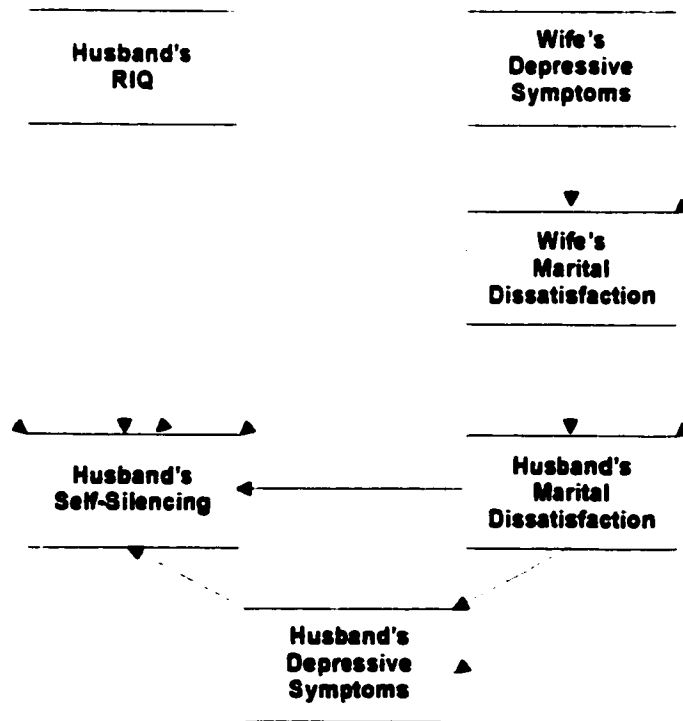 Husband's
RIQ
Wife's
Depressive
Symptoms
Wife's
Marital
Dissatisfaction
Husband's
Self-Silencing
Husband's
Marital
Dissatisfaction
Husband's
Depressive
Symptoms